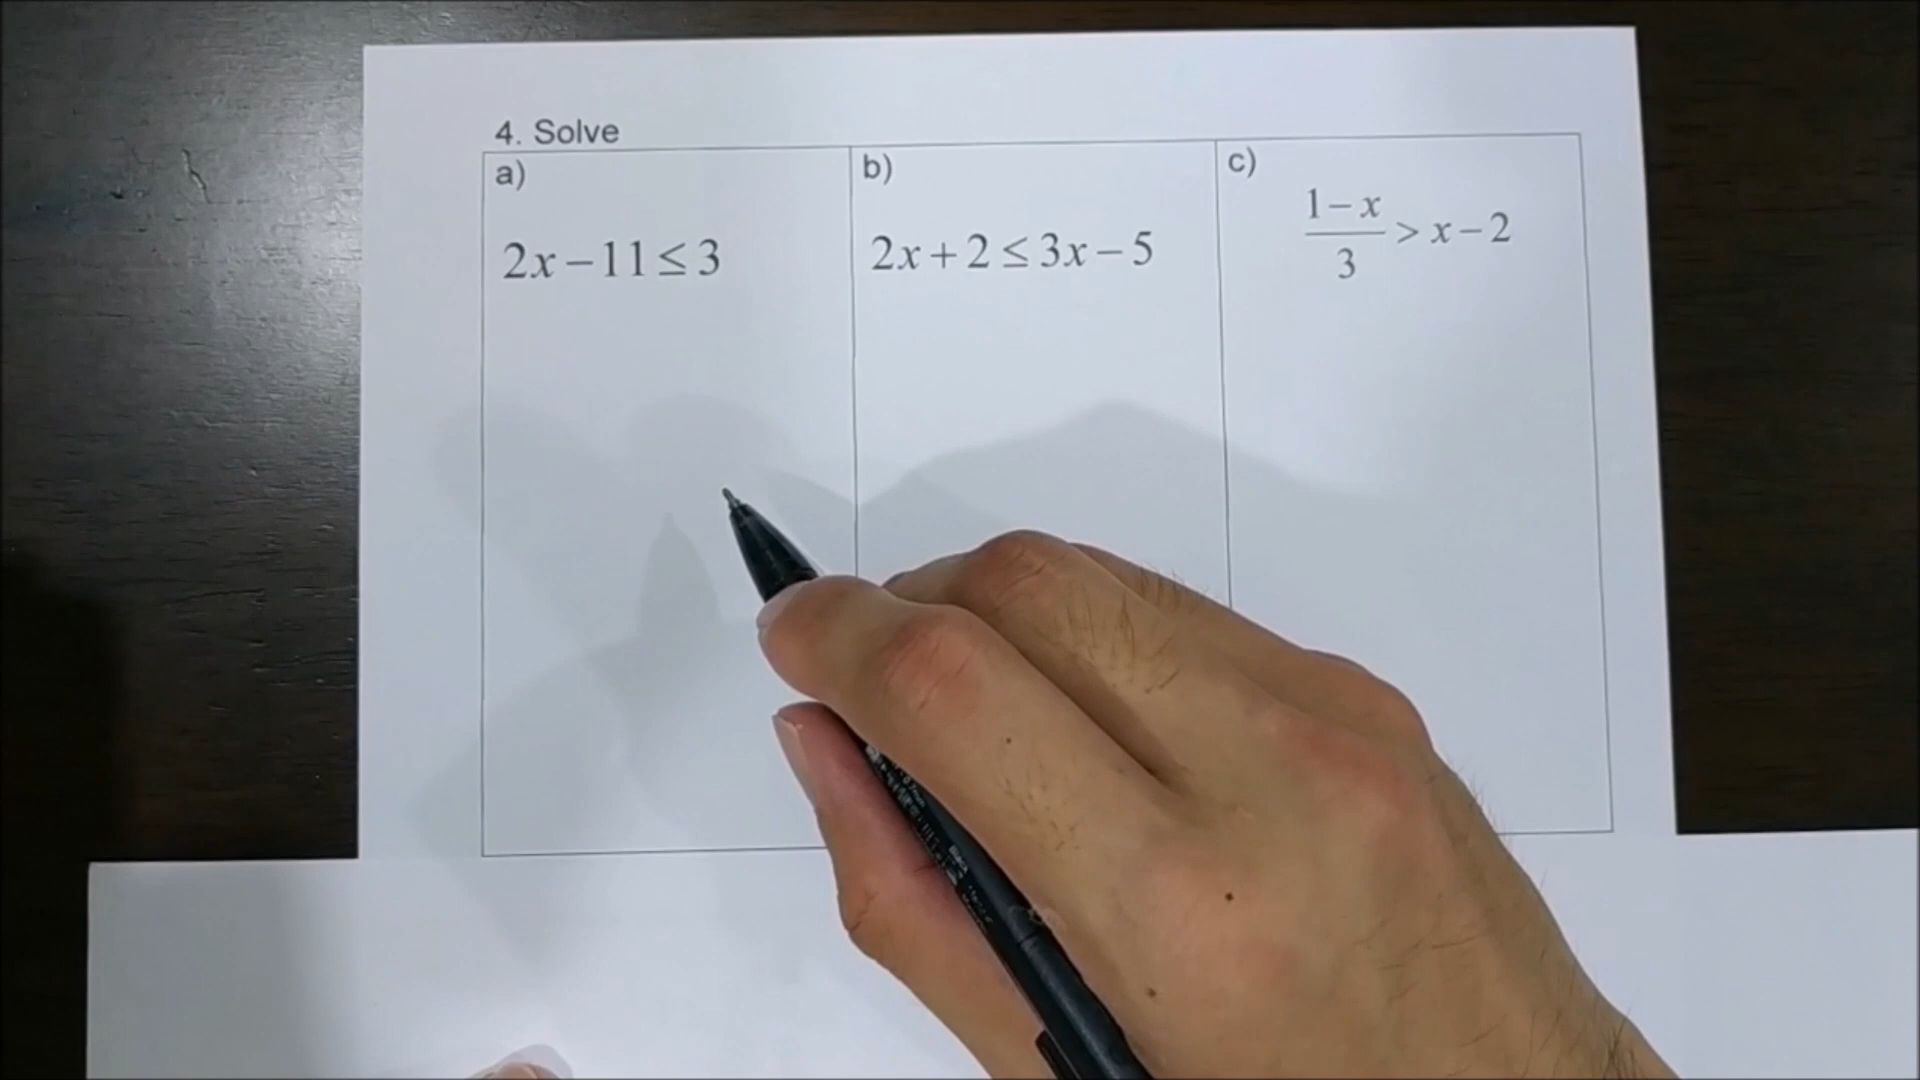 4. Solve
a)
2x − 11 ≤ 3
b)
2x + 2 ≤ 3x − 5
c)
(1 − x)/3 > x − 2